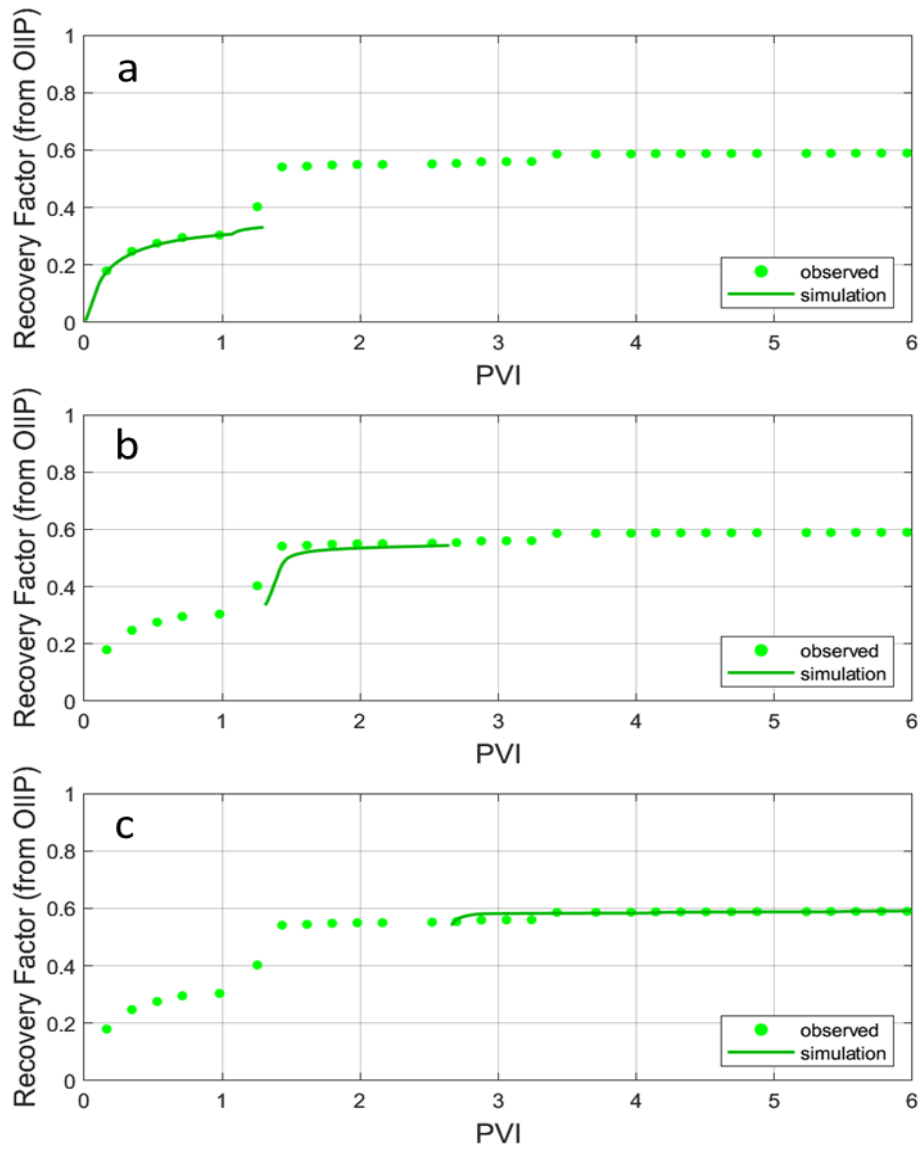 a
Recovery Factor (from OIIP)
1
0.8
0.6
0.4
0.2
0
0 1 2 3 4 5 6
PVI
observed
simulation
b
Recovery Factor (from OIIP)
1
0.8
0.6
0.4
0.2
0
0 1 2 3 4 5 6
PVI
observed
simulation
c
Recovery Factor (from OIIP)
1
0.8
0.6
0.4
0.2
0
0 1 2 3 4 5 6
PVI
observed
simulation